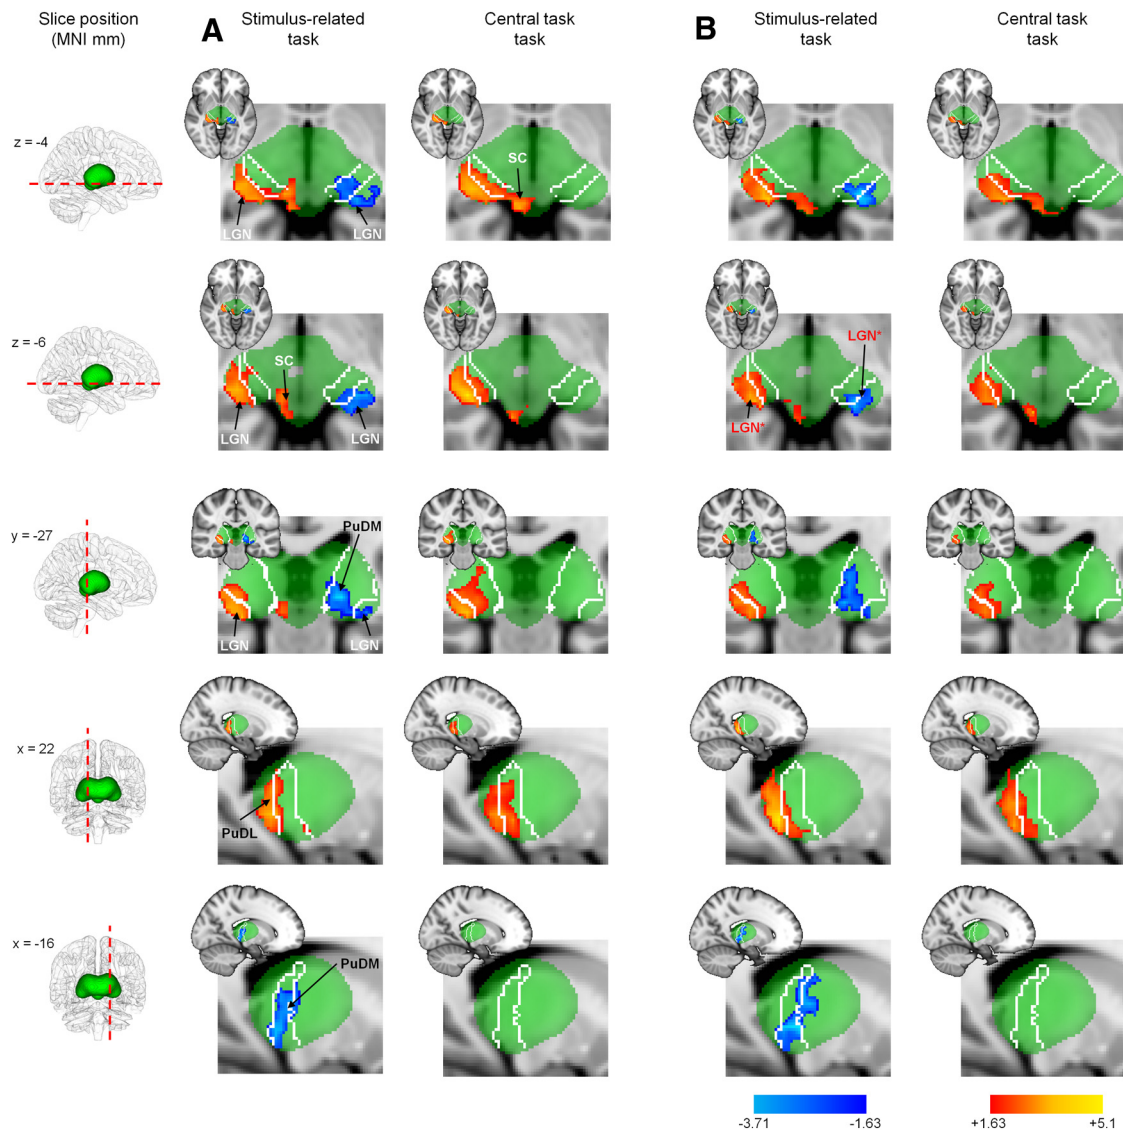 Slice position
(MNI mm)
A
Stimulus-related
task
Central task
task
B
Stimulus-related
task
Central task
task
z = -4
SC
LGN
LGN
z = -6
SC
LGN
LGN
LGN*
LGN*
y = -27
PuDM
LGN
LGN
x = 22
PuDL
x = -16
PuDM
-3.71
-1.63
+1.63
+5.1